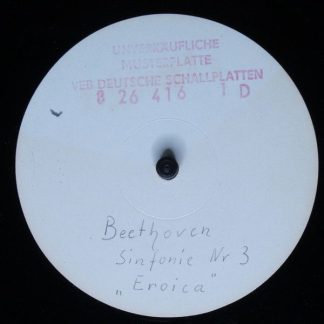 UNVERKÄUFLICHE
MUSTERPLATTE
VEB DEUTSCHE SCHALLPLATTEN
8 26 416 1 D
Beethoven
Sinfonie Nr 3
„Eroica"